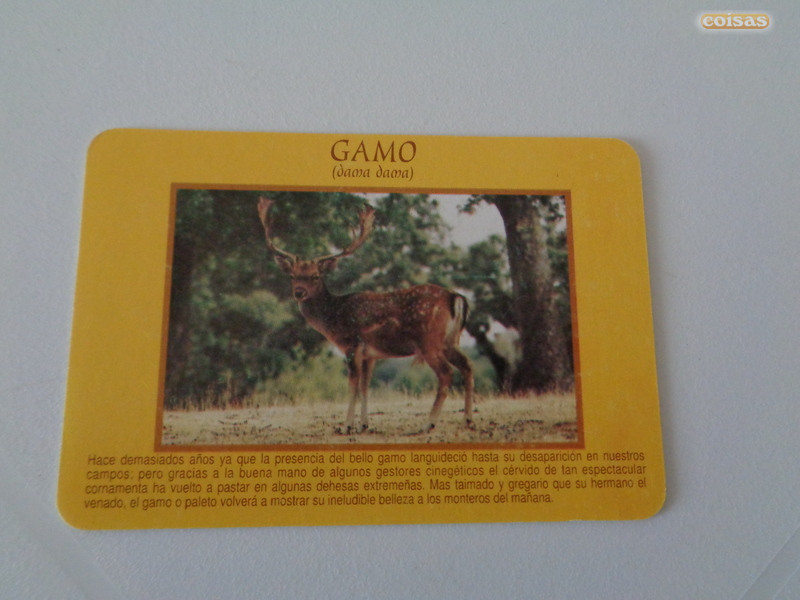 coisas
GAMO
(dama dama)
Hace demasiados años ya que la presencia del bello gamo languideció hasta su desaparición en nuestros
campos; pero gracias a la buena mano de algunos gestores cinegéticos el cérvido de tan espectacular
cornamenta ha vuelto a pastar en algunas dehesas extremeñas. Mas taimado y gregario que su hermano el
venado, el gamo o paleto volverá a mostrar su ineludible belleza a los monteros del mañana.